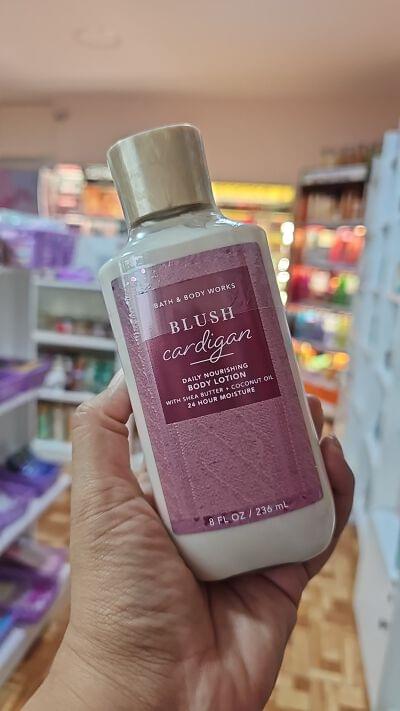 BATH & BODY WORKS
BLUSH
cardigan
DAILY NOURISHING
BODY LOTION
WITH SHEA BUTTER + COCONUT OIL
24 HOUR MOISTURE
8 FL OZ / 236 mL